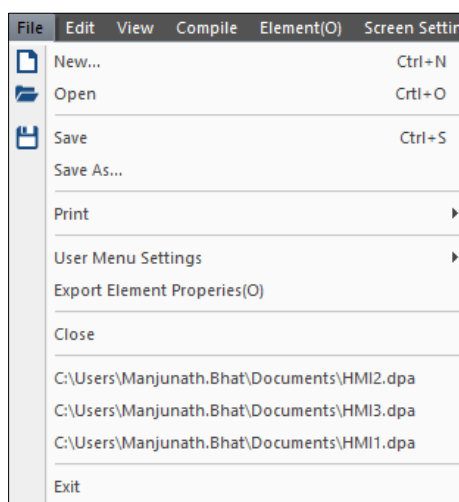 File Edit View Compile Element(O) Screen Settin
New... Ctrl+N
Open Crtl+O
Save Ctrl+S
Save As...
Print
User Menu Settings
Export Element Properies(O)
Close
C:\Users\Manjunath.Bhat\Documents\HMI2.dpa
C:\Users\Manjunath.Bhat\Documents\HMI3.dpa
C:\Users\Manjunath.Bhat\Documents\HMI1.dpa
Exit